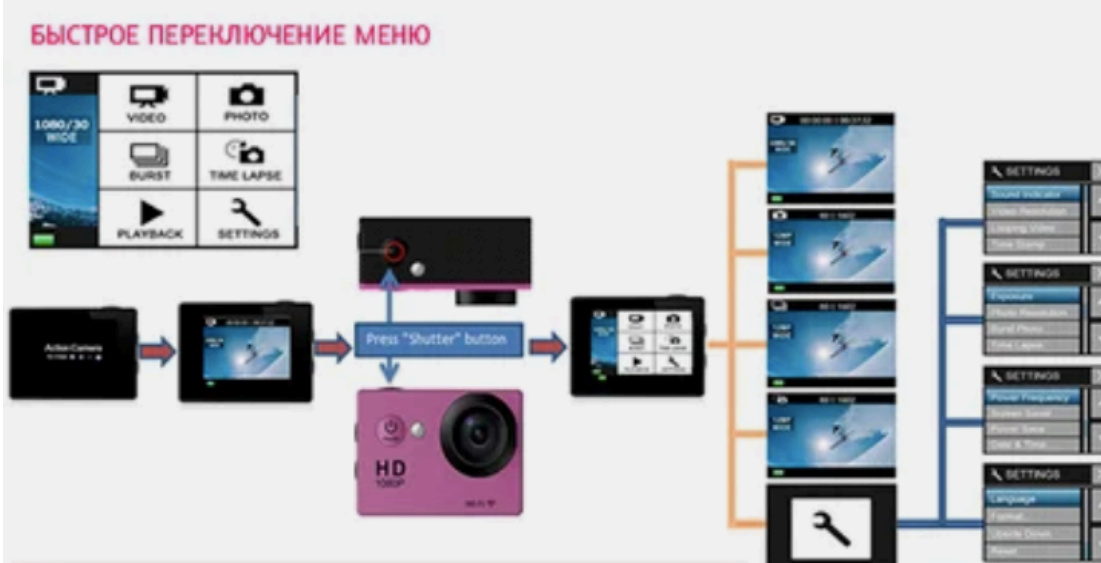 БЫСТРОЕ ПЕРЕКЛЮЧЕНИЕ МЕНЮ
1080/30
WIDE
VIDEO
PHOTO
BURST
TIME LAPSE
PLAYBACK
SETTINGS
Action Camera
Press "Shutter" button
HD
1080P
Wi-Fi
SETTINGS
Sound Indicator
Video Resolution
Looping Video
Time Stamp
SETTINGS
Exposure
Photo Resolution
Burst Photo
Time Lapse
SETTINGS
Power Frequency
Screen Saver
Power Save
Date & Time
SETTINGS
Language
Format
Upside Down
Reset